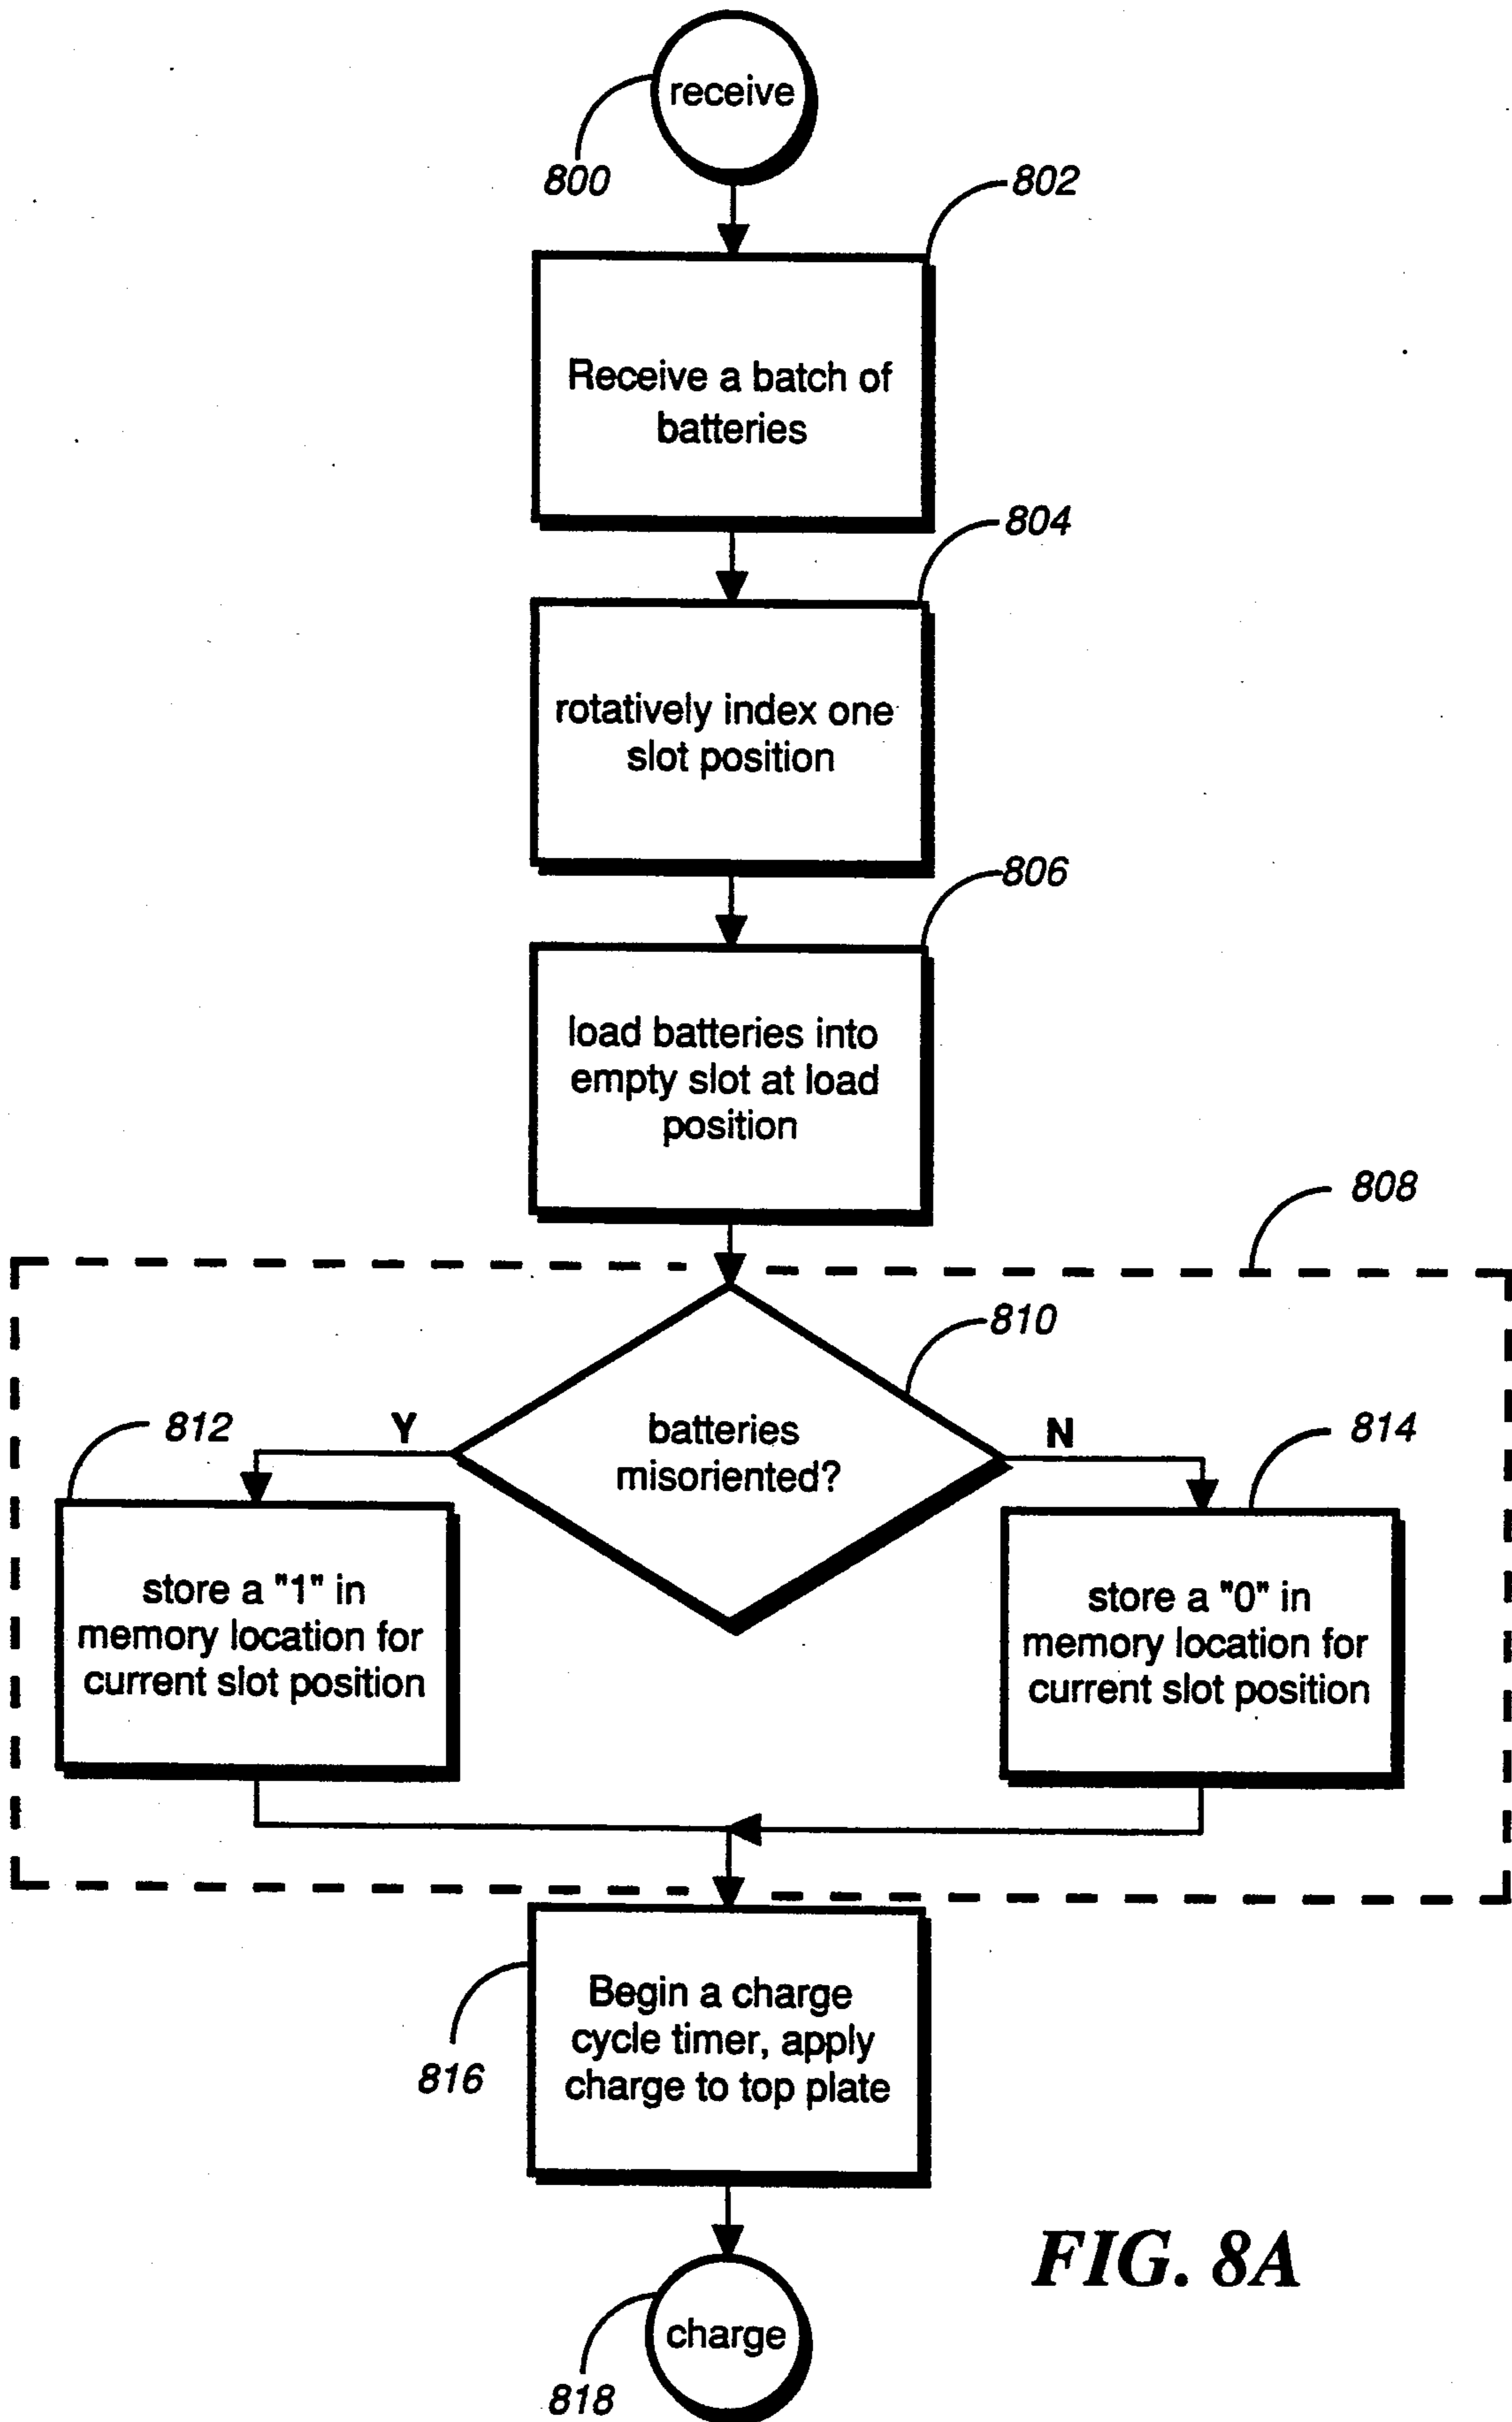 receive
800
802
Receive a batch of
batteries
804
rotatively index one
slot position
806
load batteries into
empty slot at load
position
808
810
batteries
misoriented?
Y
N
812
814
store a "1" in
memory location for
current slot position
store a "0" in
memory location for
current slot position
Begin a charge
cycle timer, apply
charge to top plate
816
charge
818
FIG. 8A